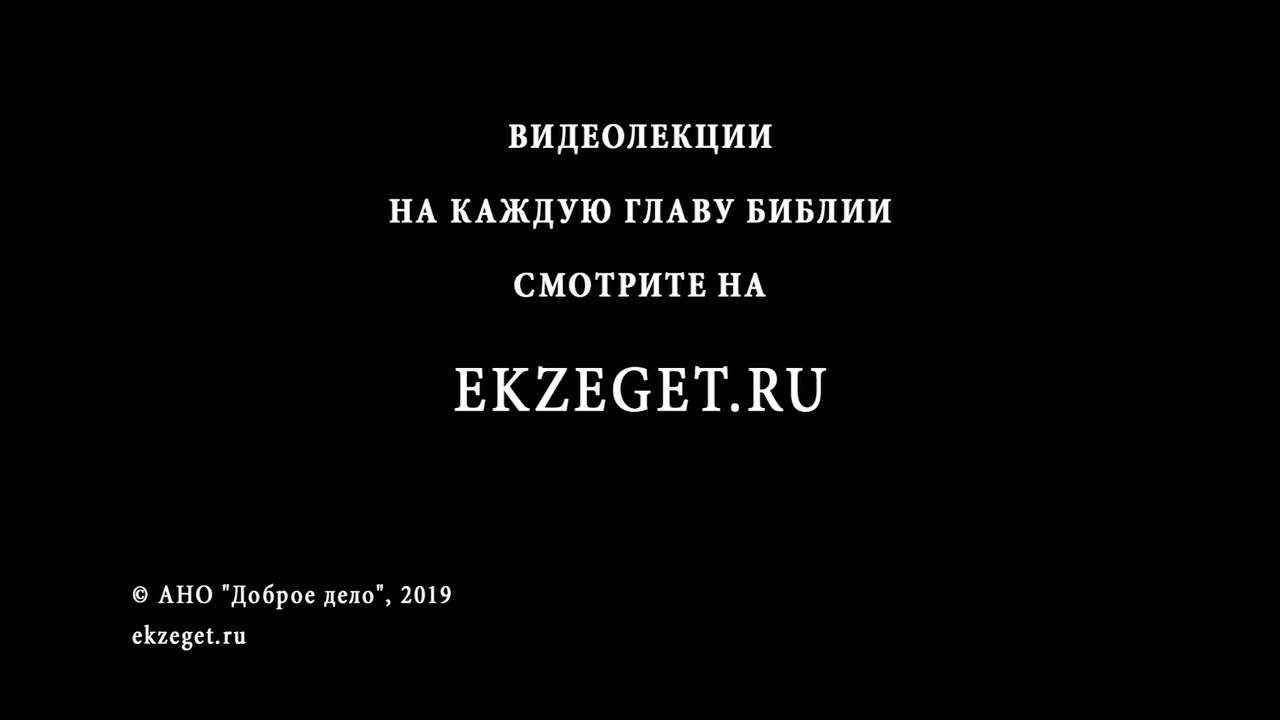 ВИДЕОЛЕКЦИИ
НА КАЖДУЮ ГЛАВУ БИБЛИИ
СМОТРИТЕ НА
EKZEGET.RU
© АНО "Доброе дело", 2019
ekzeget.ru